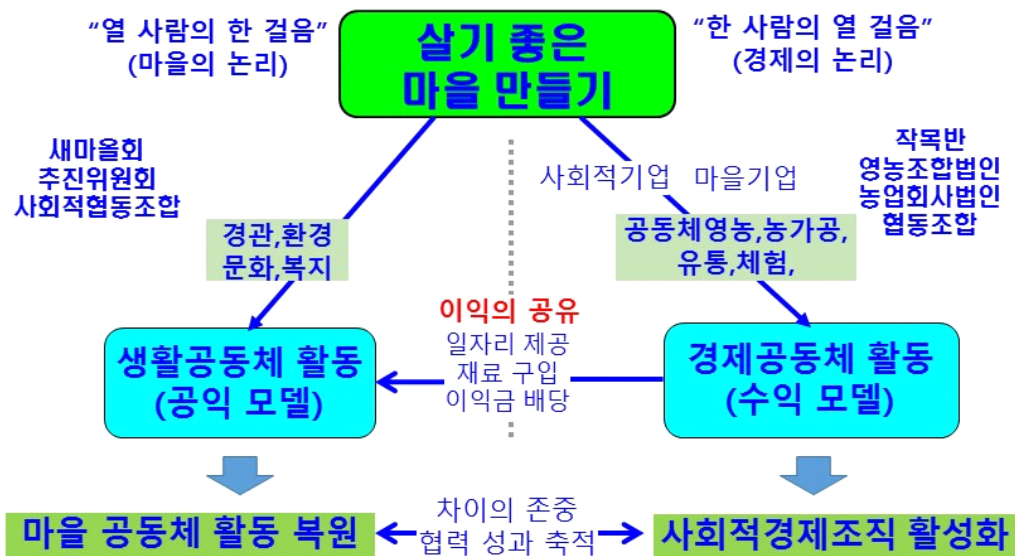 “열 사람의 한 걸음”
(마을의 논리)
살기 좋은
마을 만들기
“한 사람의 열 걸음”
(경제의 논리)
새마을회
추진위원회
사회적협동조합
사회적기업 마을기업
작목반
영농조합법인
농업회사법인
협동조합
경관,환경
문화,복지
공동체영농,농가공,
유통,체험,
이익의 공유
일자리 제공
재료 구입
이익금 배당
생활공동체 활동
(공익 모델)
경제공동체 활동
(수익 모델)
마을 공동체 활동 복원
차이의 존중
협력 성과 축적
사회적경제조직 활성화